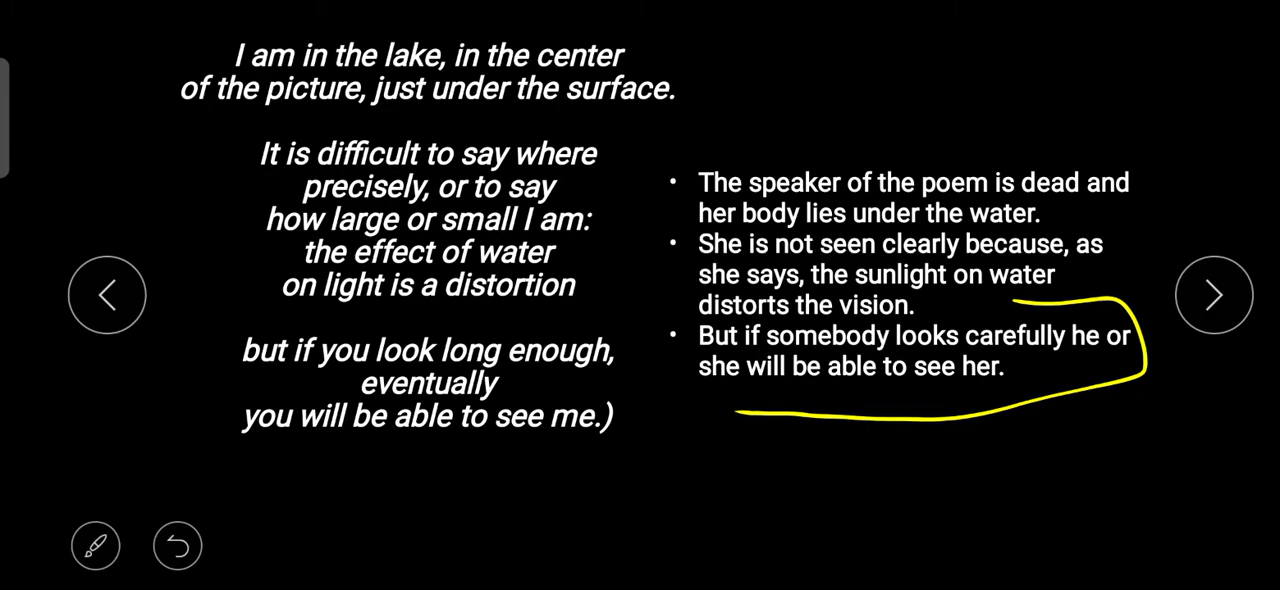 I am in the lake, in the center
of the picture, just under the surface.
It is difficult to say where
precisely, or to say
how large or small I am:
the effect of water
on light is a distortion
but if you look long enough,
eventually
you will be able to see me.)
• The speaker of the poem is dead and
her body lies under the water.
• She is not seen clearly because, as
she says, the sunlight on water
distorts the vision.
• But if somebody looks carefully he or
she will be able to see her.